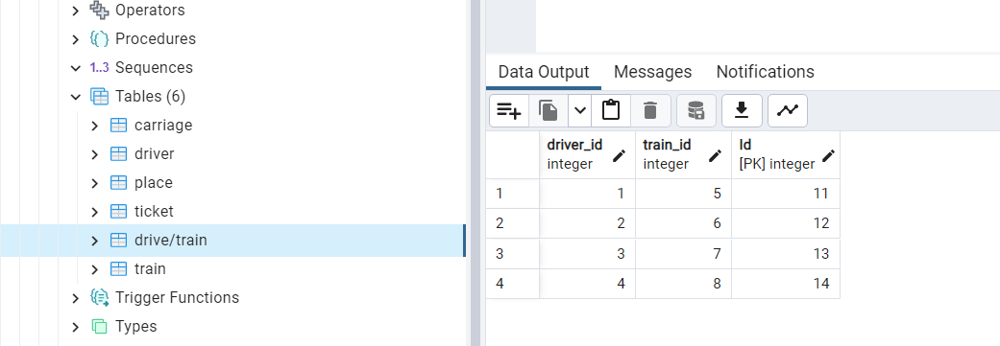 Operators
Procedures
1..3 Sequences
Tables (6)
carriage
driver
place
ticket
drive/train
train
Trigger Functions
Types
Data Output Messages Notifications
driver_id train_id Id
integer integer [PK] integer
1 1 5 11
2 2 6 12
3 3 7 13
4 4 8 14